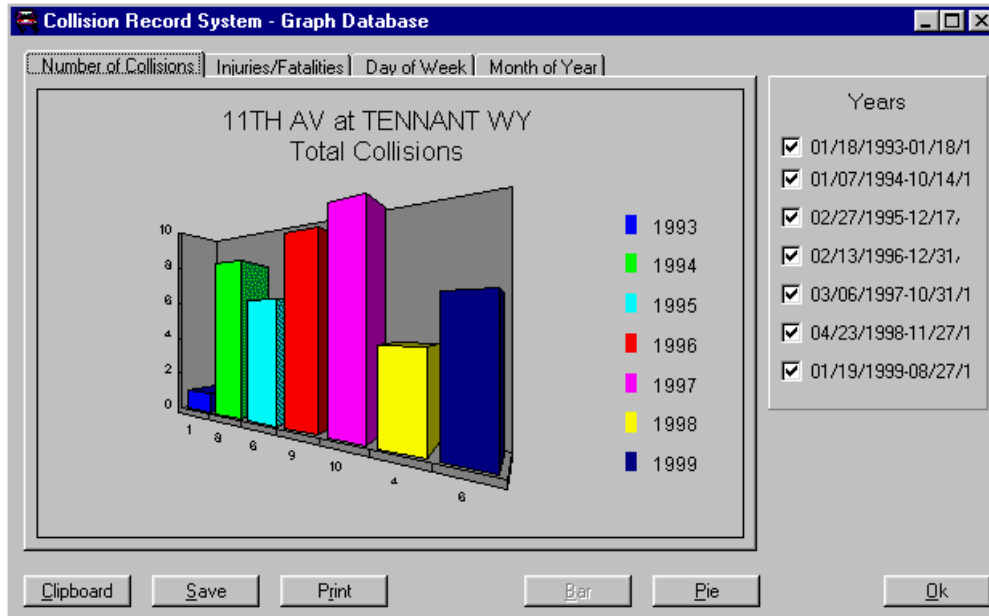 Collision Record System - Graph Database
Number of Collisions Injuries/Fatalities Day of Week Month of Year
11TH AV at TENNANT WY
Total Collisions
10
8
6
4
2
0
1 8 6 9 10 4 6
1993
1994
1995
1996
1997
1998
1999
Years
01/18/1993-01/18/1
01/07/1994-10/14/1
02/27/1995-12/17/
02/13/1996-12/31/
03/06/1997-10/31/1
04/23/1998-11/27/1
01/19/1999-08/27/1
Clipboard Save Print Bar Pie Ok